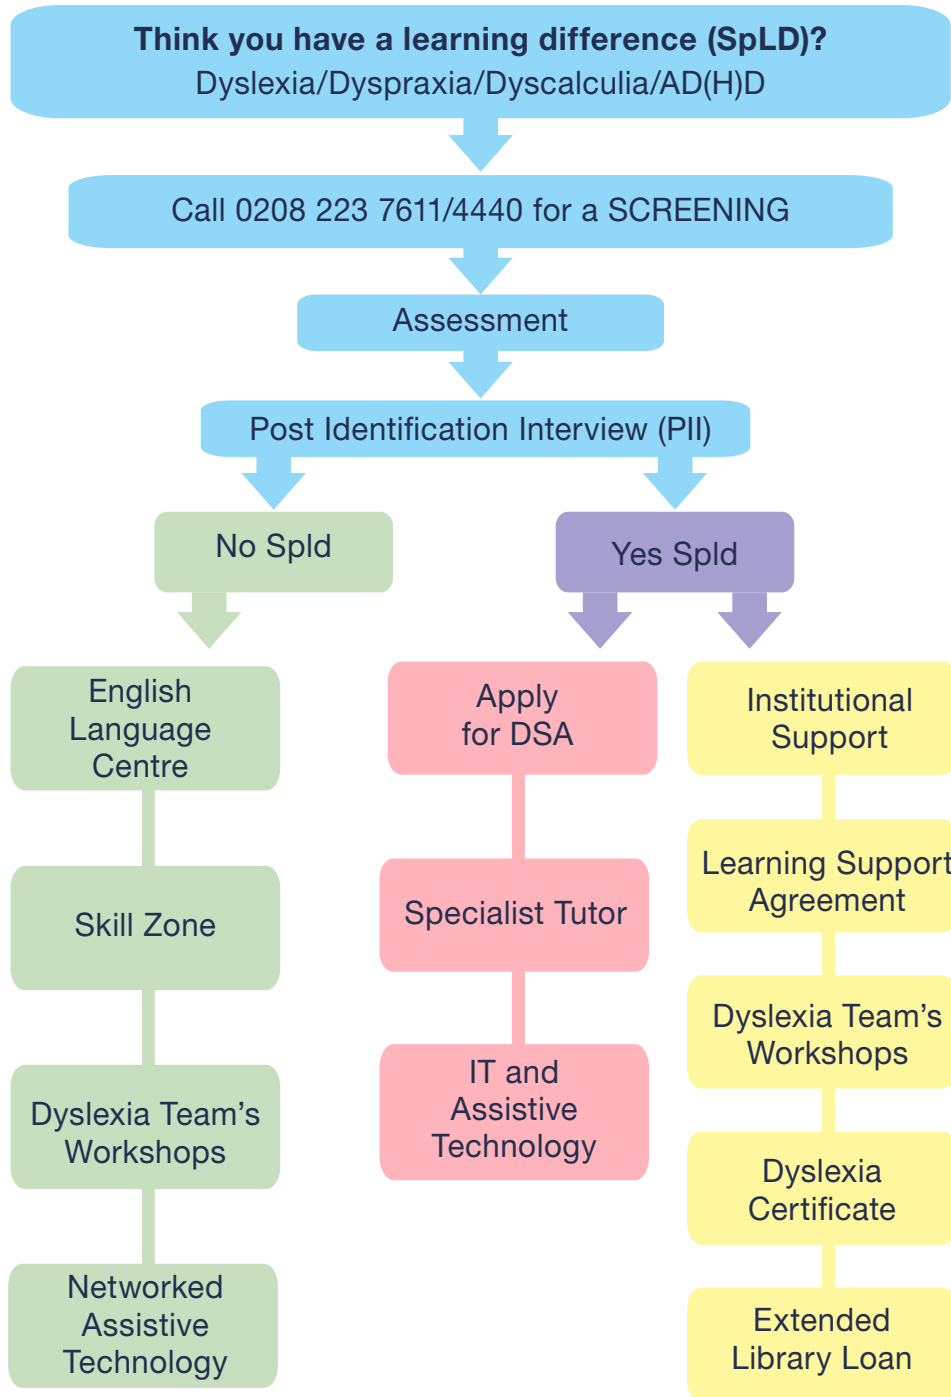 Think you have a learning difference (SpLD)?
Dyslexia/Dyspraxia/Dyscalculia/AD(H)D
Call 0208 223 7611/4440 for a SCREENING
Assessment
Post Identification Interview (PII)
No Spld
Yes Spld
English
Language
Centre
Skill Zone
Dyslexia Team’s
Workshops
Networked
Assistive
Technology
Apply
for DSA
Specialist Tutor
IT and
Assistive
Technology
Institutional
Support
Learning Support
Agreement
Dyslexia Team’s
Workshops
Dyslexia
Certificate
Extended
Library Loan